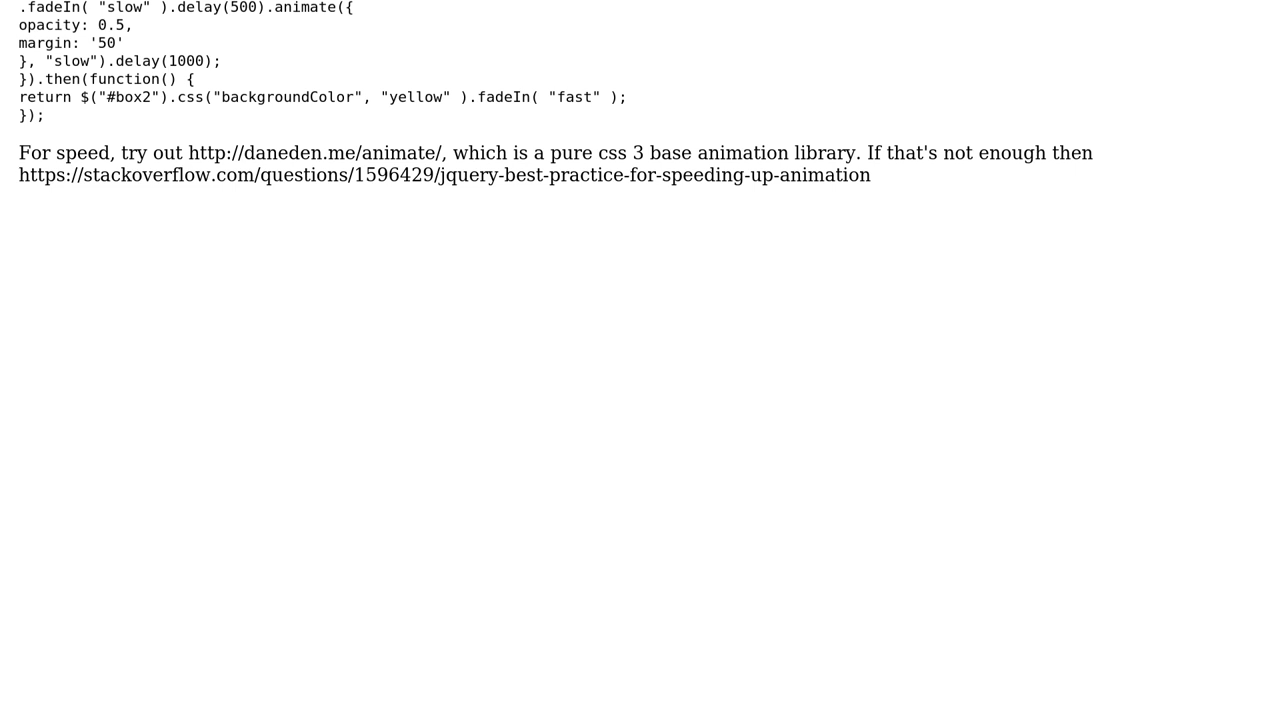 .fadeIn( "slow" ).delay(500).animate({
opacity: 0.5,
margin: '50'
}, "slow").delay(1000);
}).then(function() {
return $("#box2").css("backgroundColor", "yellow" ).fadeIn( "fast" );
});
For speed, try out http://daneden.me/animate/, which is a pure css 3 base animation library. If that's not enough then
https://stackoverflow.com/questions/1596429/jquery-best-practice-for-speeding-up-animation